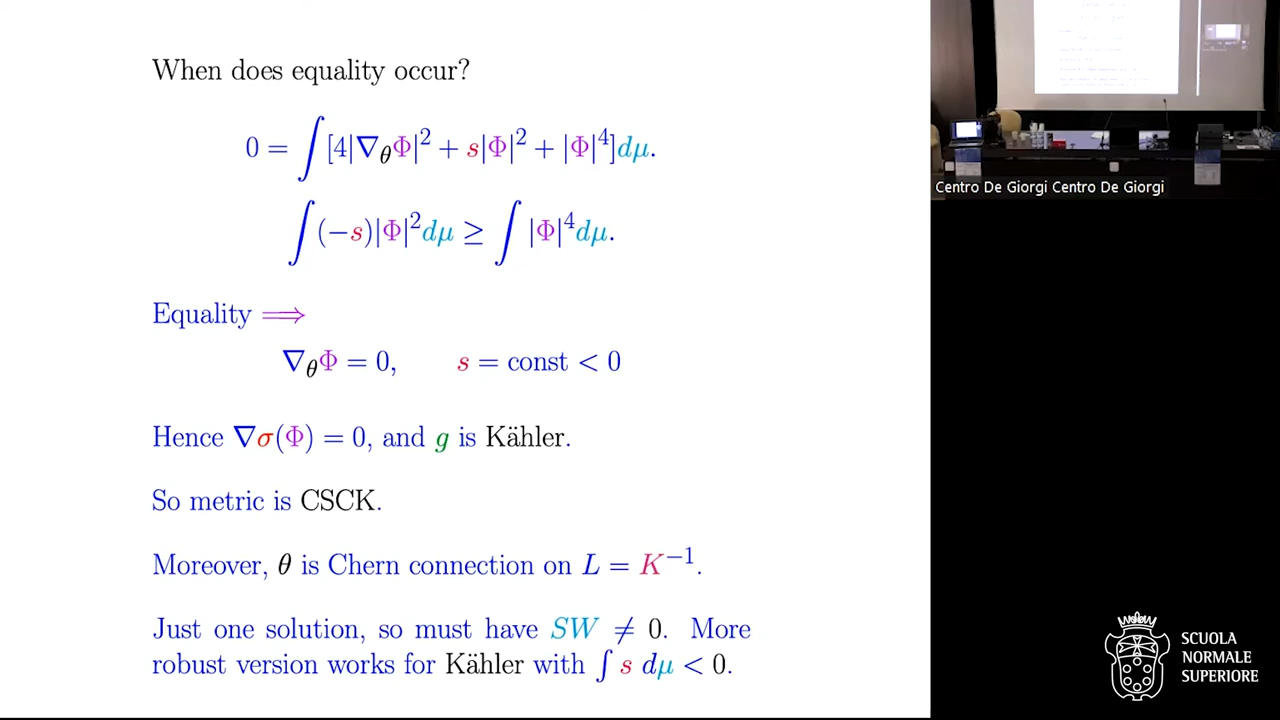 When does equality occur?
0 = ∫[4|∇_θΦ|² + s|Φ|² + |Φ|⁴]dμ.
∫(−s)|Φ|²dμ ≥ ∫|Φ|⁴dμ.
Equality ⟹
∇_θΦ = 0, s = const < 0
Hence ∇σ(Φ) = 0, and g is Kähler.
So metric is CSCK.
Moreover, θ is Chern connection on L = K⁻¹.
Just one solution, so must have SW ≠ 0. More
robust version works for Kähler with ∫ s dμ < 0.
Centro De Giorgi Centro De Giorgi
SCUOLA
NORMALE
SUPERIORE